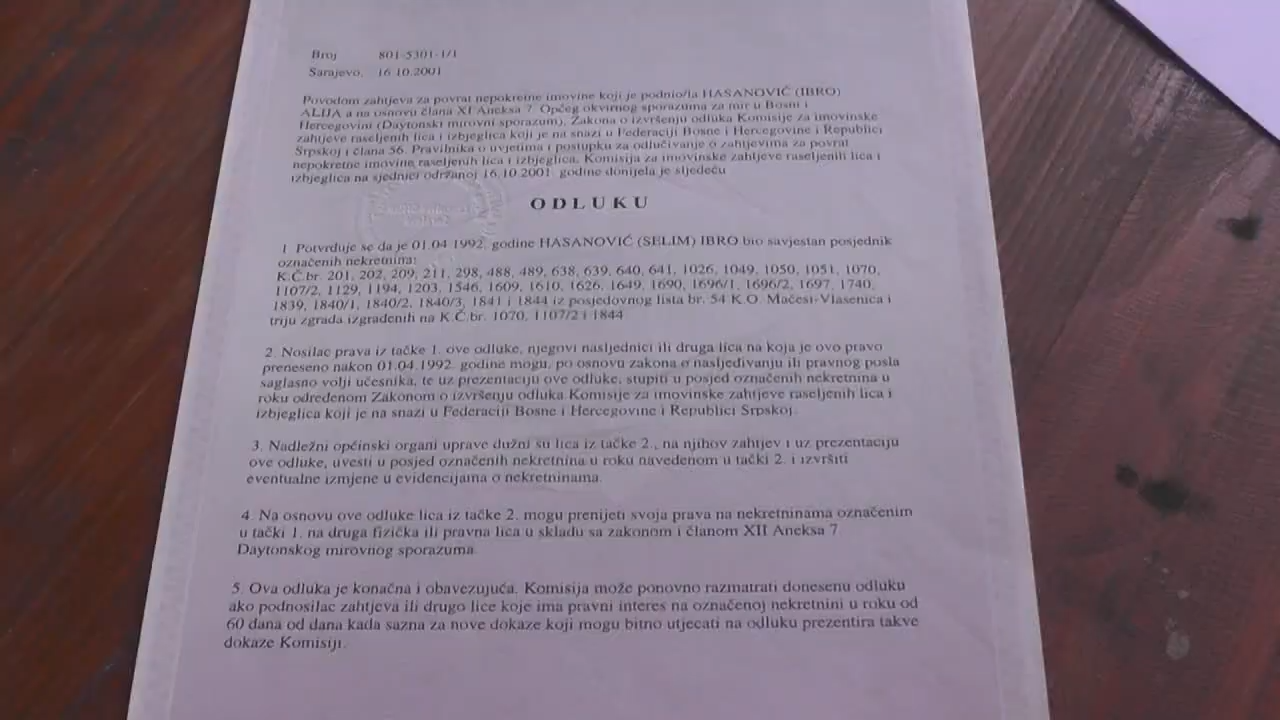 Broj 801-5301-1/1
Sarajevo, 16.10.2001
Povodom zahtjeva za povrat nepokretne imovine koji je podnio/la HASANOVIĆ (IBRO)
ALIJA a na osnovu člana XI Aneksa 7. Općeg okvirnog sporazuma za mir u Bosni i
Hercegovini (Daytonski mirovni sporazum), Zakona o izvršenju odluka Komisije za imovinske
zahtjeve raseljenih lica i izbjeglica koji je na snazi u Federaciji Bosne i Hercegovine i Republici
Srpskoj i člana 56. Pravilnika o uvjetima i postupku za odlučivanje o zahtjevima za povrat
nepokretne imovine raseljenih lica i izbjeglica, Komisija za imovinske zahtjeve raseljenih lica i
izbjeglica na sjednici održanoj 16.10.2001. godine donijela je sljedeću
ODLUKU
1 Potvrđuje se da je 01.04.1992. godine HASANOVIĆ (SELIM) IBRO bio savjestan posjednik
označenih nekretnina:
K.Č.br. 201, 202, 209, 211, 298, 488, 489, 638, 639, 640, 641, 1026, 1049, 1050, 1051, 1070,
1107/2, 1129, 1194, 1203, 1546, 1609, 1610, 1626, 1649, 1690, 1696/1, 1696/2, 1697, 1740,
1839, 1840/1, 1840/2, 1840/3, 1841 i 1844 iz posjedovnog lista br. 54 K.O. Mačesi-Vlasenica i
triju zgrada izgrađenih na K.Č.br. 1070, 1107/2 i 1844.
2. Nosilac prava iz tačke 1. ove odluke, njegovi nasljednici ili druga lica na koja je ovo pravo
preneseno nakon 01.04.1992. godine mogu, po osnovu zakona o nasljeđivanju ili pravnog posla
saglasno volji učesnika, te uz prezentaciju ove odluke, stupiti u posjed označenih nekretnina u
roku određenom Zakonom o izvršenju odluka Komisije za imovinske zahtjeve raseljenih lica i
izbjeglica koji je na snazi u Federaciji Bosne i Hercegovine i Republici Srpskoj.
3. Nadležni općinski organi uprave dužni su lica iz tačke 2., na njihov zahtjev i uz prezentaciju
ove odluke, uvesti u posjed označenih nekretnina u roku navedenom u tački 2. i izvršiti
eventualne izmjene u evidencijama o nekretninama.
4. Na osnovu ove odluke lica iz tačke 2. mogu prenijeti svoja prava na nekretninama označenim
u tački 1. na druga fizička ili pravna lica u skladu sa zakonom i članom XII Aneksa 7.
Daytonskog mirovnog sporazuma.
5. Ova odluka je konačna i obavezujuća. Komisija može ponovno razmatrati donesenu odluku
ako podnosilac zahtjeva ili drugo lice koje ima pravni interes na označenoj nekretnini u roku od
60 dana od dana kada sazna za nove dokaze koji mogu bitno utjecati na odluku prezentira takve
dokaze Komisiji.